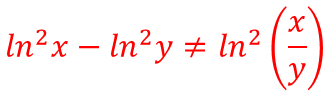 ln²x − ln²y ≠ ln²(x/y)